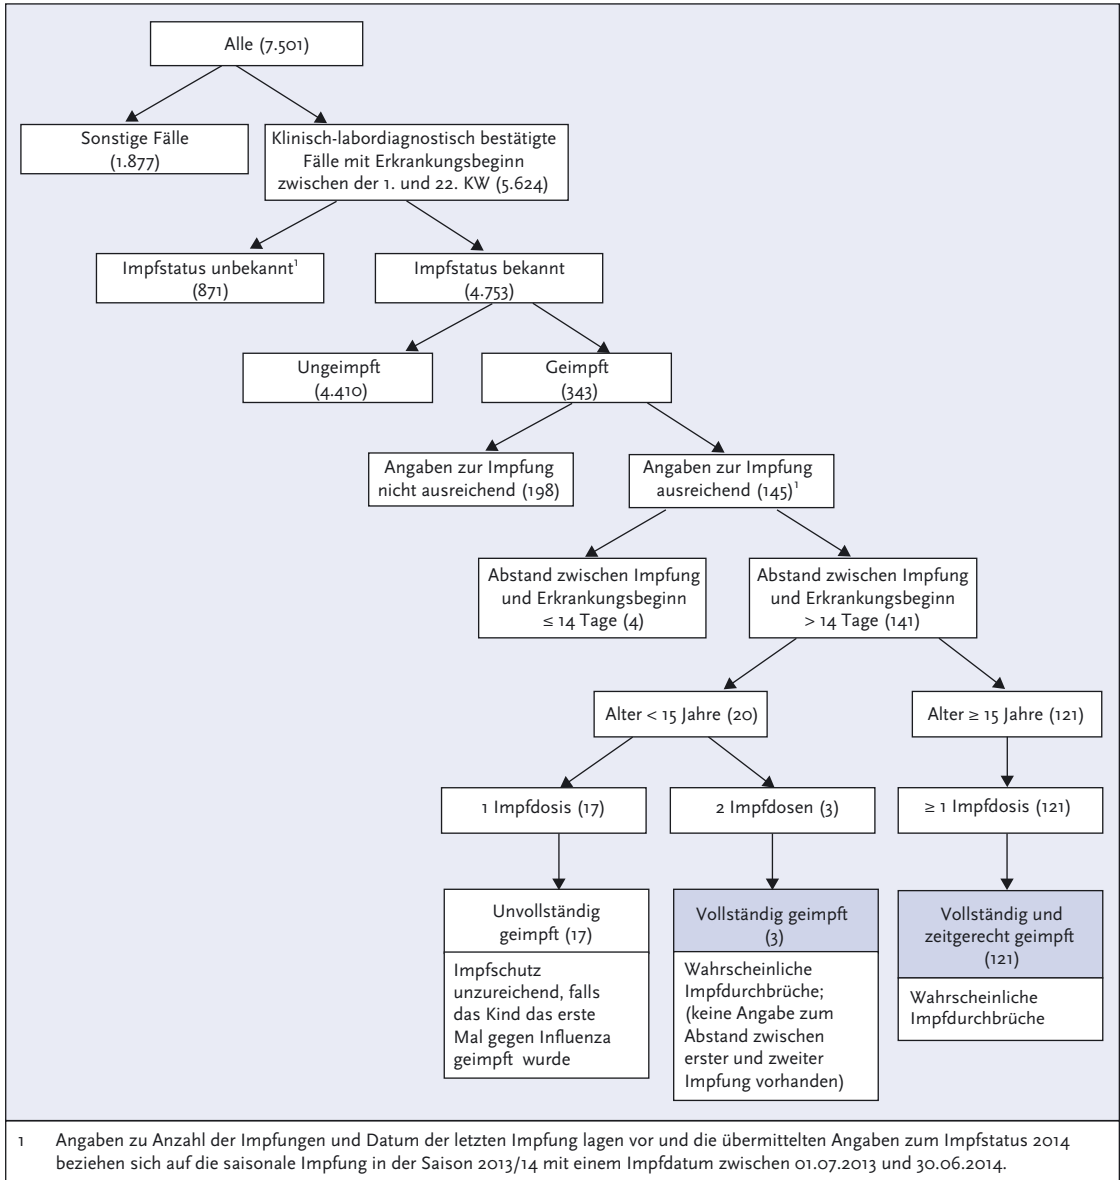 Alle (7.501)
Sonstige Fälle
(1.877)
Klinisch-labordiagnostisch bestätigte
Fälle mit Erkrankungsbeginn
zwischen der 1. und 22. KW (5.624)
Impfstatus unbekannt¹
(871)
Impfstatus bekannt
(4.753)
Ungeimpft
(4.410)
Geimpft
(343)
Angaben zur Impfung
nicht ausreichend (198)
Angaben zur Impfung
ausreichend (145)¹
Abstand zwischen Impfung
und Erkrankungsbeginn
≤ 14 Tage (4)
Abstand zwischen Impfung
und Erkrankungsbeginn
> 14 Tage (141)
Alter < 15 Jahre (20)
Alter ≥ 15 Jahre (121)
1 Impfdosis (17)
2 Impfdosen (3)
≥ 1 Impfdosis (121)
Unvollständig
geimpft (17)
Impfschutz
unzureichend, falls
das Kind das erste
Mal gegen Influenza
geimpft wurde
Vollständig geimpft
(3)
Wahrscheinliche
Impfdurchbrüche;
(keine Angabe zum
Abstand zwischen
erster und zweiter
Impfung vorhanden)
Vollständig und
zeitgerecht geimpft
(121)
Wahrscheinliche
Impfdurchbrüche
1 Angaben zu Anzahl der Impfungen und Datum der letzten Impfung lagen vor und die übermittelten Angaben zum Impfstatus 2014
beziehen sich auf die saisonale Impfung in der Saison 2013/14 mit einem Impfdatum zwischen 01.07.2013 und 30.06.2014.